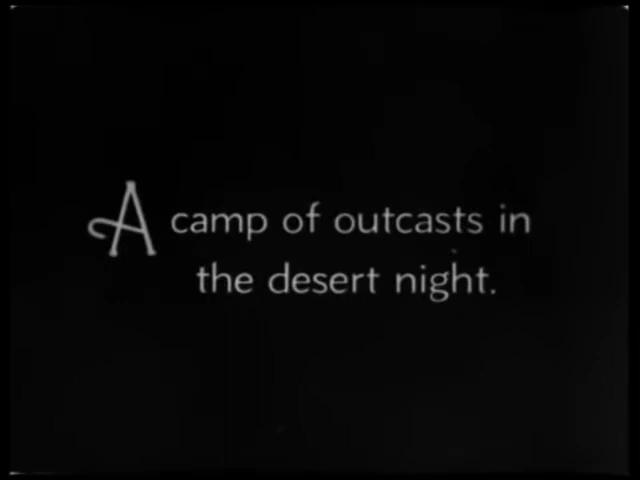 A camp of outcasts in
the desert night.